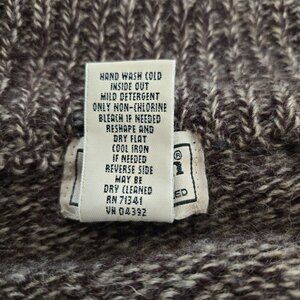 HAND WASH COLD
INSIDE OUT
MILD DETERGENT
ONLY NON-CHLORINE
BLEACH IF NEEDED
RESHAPE AND
DRY FLAT
COOL IRON
IF NEEDED
REVERSE SIDE
MAY BE
DRY CLEANED
RN 71341
VN 04392